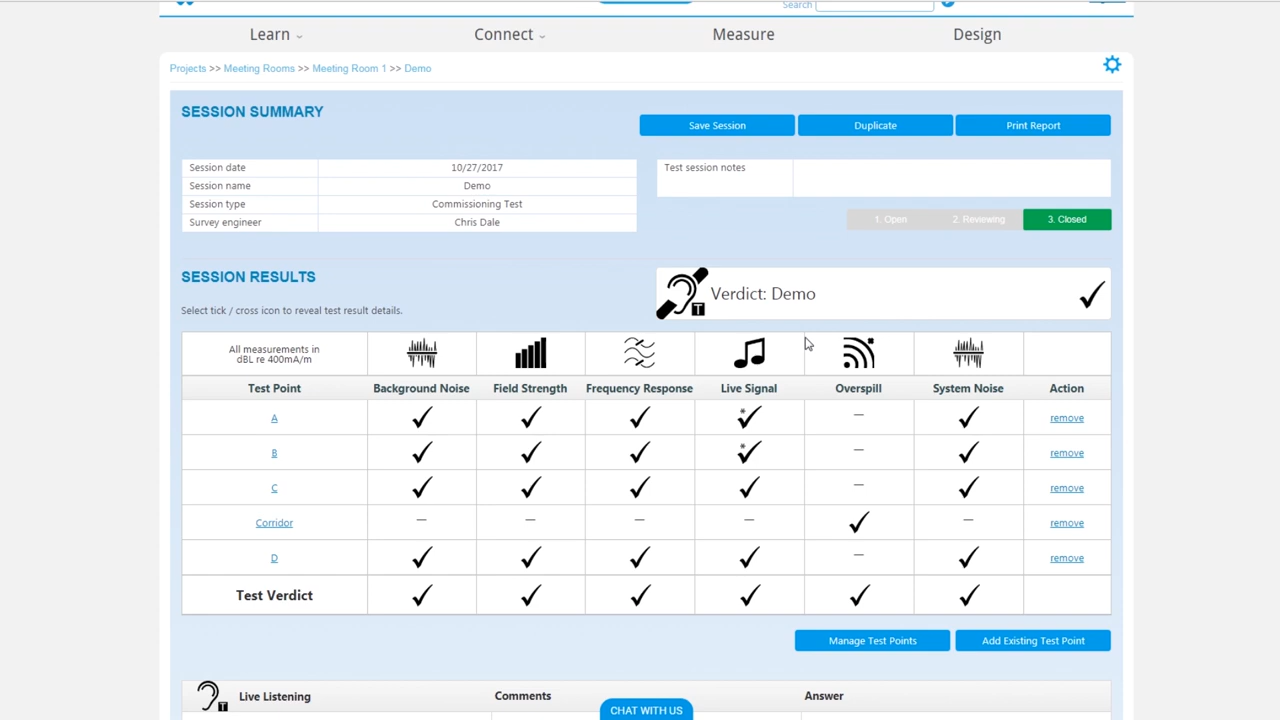 Search
Learn Connect Measure Design
Projects >> Meeting Rooms >> Meeting Room 1 >> Demo
SESSION SUMMARY
Save Session Duplicate Print Report
Session date 10/27/2017
Session name Demo
Session type Commissioning Test
Survey engineer Chris Dale
Test session notes
1. Open 2. Reviewing 3. Closed
SESSION RESULTS
Select tick / cross icon to reveal test result details.
T Verdict: Demo
All measurements in
dBL re 400mA/m
Test Point Background Noise Field Strength Frequency Response Live Signal Overspill System Noise Action
A ✓ ✓ ✓ *✓ — ✓ remove
B ✓ ✓ ✓ *✓ — ✓ remove
C ✓ ✓ ✓ ✓ — ✓ remove
Corridor — — — — ✓ — remove
D ✓ ✓ ✓ ✓ — ✓ remove
Test Verdict ✓ ✓ ✓ ✓ ✓ ✓
Manage Test Points Add Existing Test Point
T Live Listening Comments Answer
CHAT WITH US